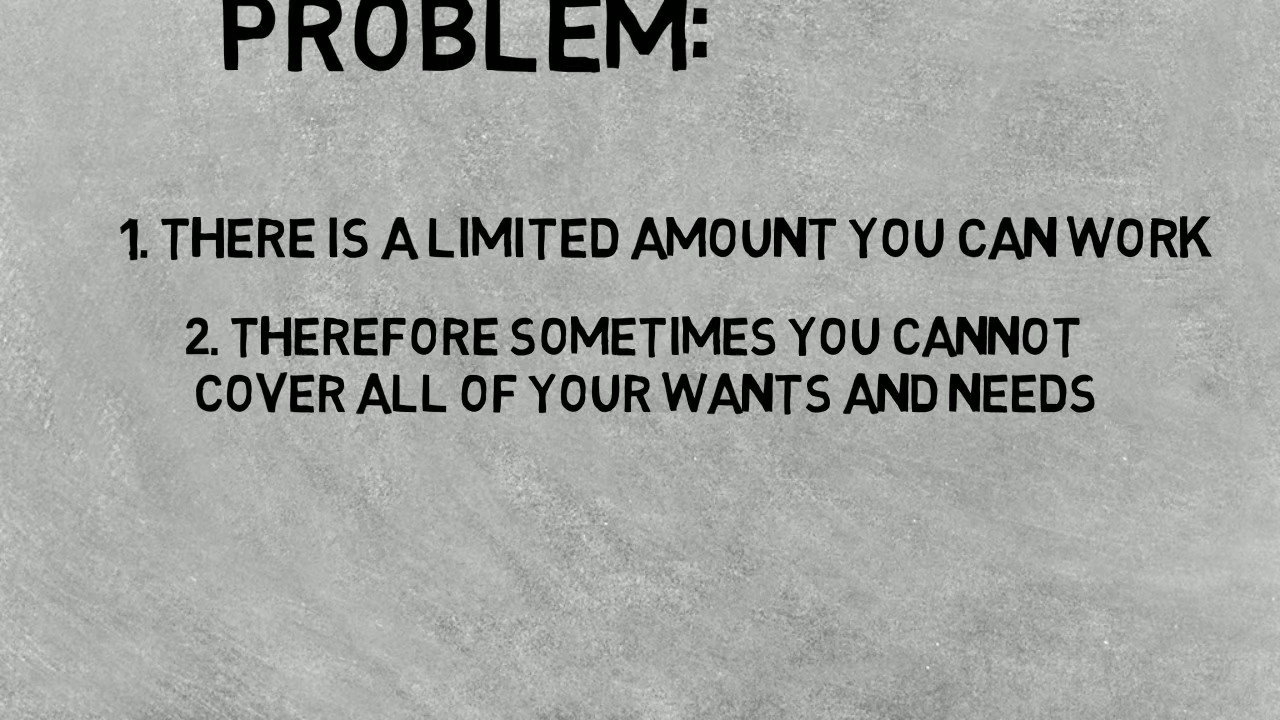 PROBLEM:
1. THERE IS A LIMITED AMOUNT YOU CAN WORK
2. THEREFORE SOMETIMES YOU CANNOT
COVER ALL OF YOUR WANTS AND NEEDS